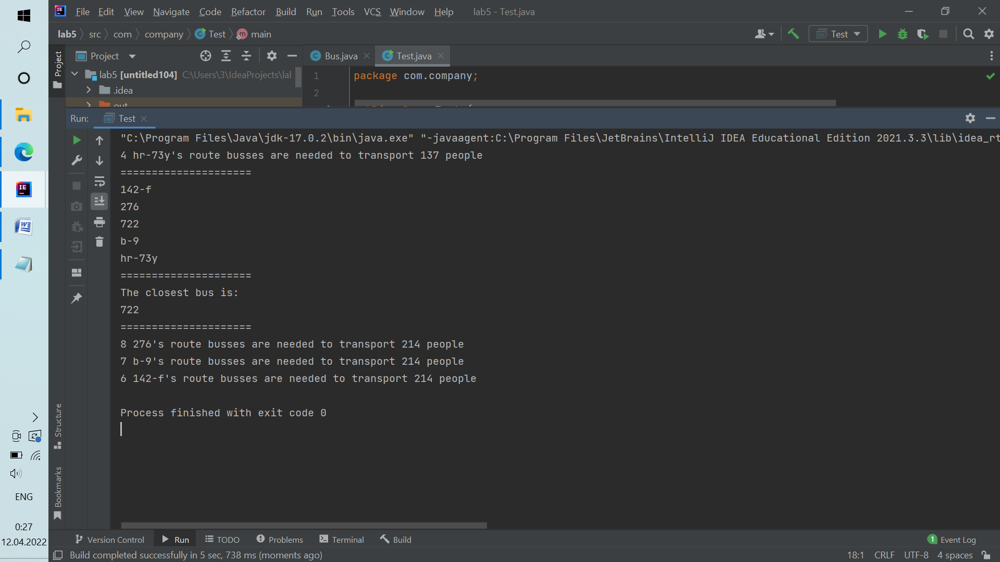 File Edit View Navigate Code Refactor Build Run Tools VCS Window Help lab5 - Test.java
lab5 src com company Test main
Test
Project
Project
Bus.java Test.java
lab5 [untitled104] C:\Users\3\IdeaProjects\lab
.idea
out
1 package com.company;
2
Run: Test
"C:\Program Files\Java\jdk-17.0.2\bin\java.exe" "-javaagent:C:\Program Files\JetBrains\IntelliJ IDEA Educational Edition 2021.3.3\lib\idea_rt
4 hr-73y's route busses are needed to transport 137 people
=====================
142-f
276
722
b-9
hr-73y
=====================
The closest bus is:
722
=====================
8 276's route busses are needed to transport 214 people
7 b-9's route busses are needed to transport 214 people
6 142-f's route busses are needed to transport 214 people
Process finished with exit code 0
Structure
Bookmarks
ENG
0:27
12.04.2022
Version Control Run TODO Problems Terminal Build 1 Event Log
Build completed successfully in 5 sec, 738 ms (moments ago) 18:1 CRLF UTF-8 4 spaces